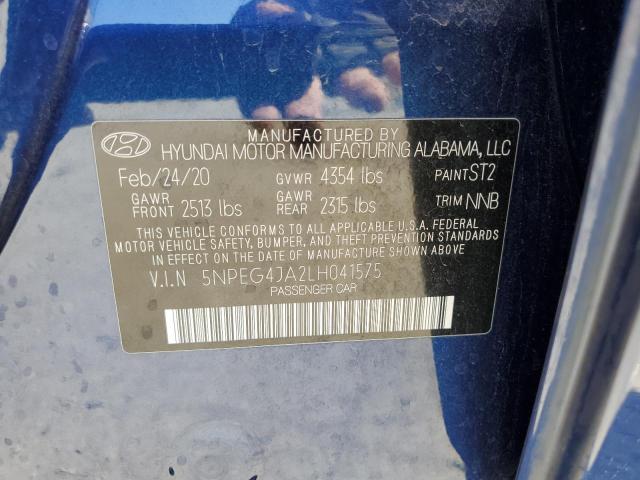 MANUFACTURED BY
HYUNDAI MOTOR MANUFACTURING ALABAMA, LLC
Feb/24/20 GVWR 4354 lbs PAINT ST2
GAWR FRONT 2513 lbs GAWR REAR 2315 lbs TRIM NNB
THIS VEHICLE CONFORMS TO ALL APPLICABLE U.S.A. FEDERAL
MOTOR VEHICLE SAFETY, BUMPER, AND THEFT PREVENTION STANDARDS
IN EFFECT ON THE DATE OF MANUFACTURE SHOWN ABOVE
V.I.N 5NPEG4JA2LH041575
PASSENGER CAR